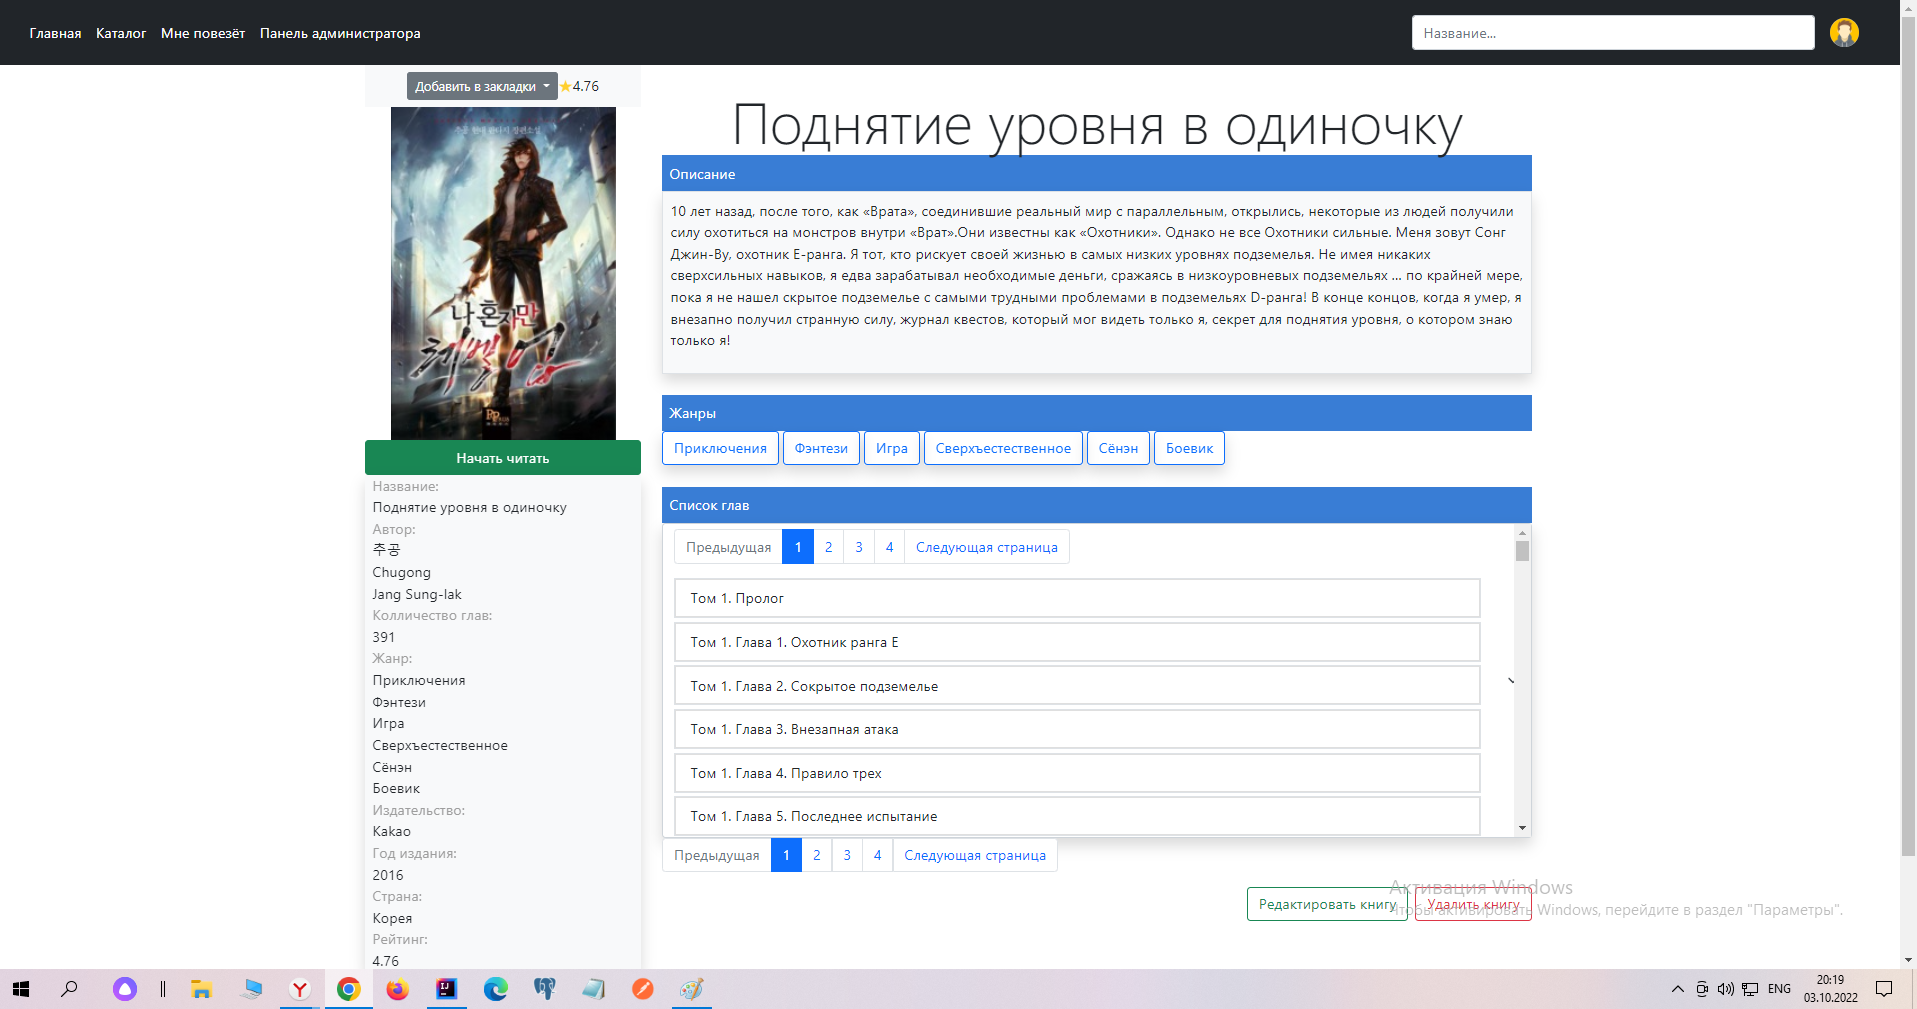 Главная Каталог Мне повезёт Панель администратора
Название...
Добавить в закладки 4.76
나 혼자만
레벨업
Начать читать
Название:
Поднятие уровня в одиночку
Автор:
추공
Chugong
Jang Sung-lak
Колличество глав:
391
Жанр:
Приключения
Фэнтези
Игра
Сверхъестественное
Сёнэн
Боевик
Издательство:
Kakao
Год издания:
2016
Страна:
Корея
Рейтинг:
4.76
Поднятие уровня в одиночку
Описание
10 лет назад, после того, как «Врата», соединившие реальный мир с параллельным, открылись, некоторые из людей получили
силу охотиться на монстров внутри «Врат».Они известны как «Охотники». Однако не все Охотники сильные. Меня зовут Сонг
Джин-Ву, охотник E-ранга. Я тот, кто рискует своей жизнью в самых низких уровнях подземелья. Не имея никаких
сверхсильных навыков, я едва зарабатывал необходимые деньги, сражаясь в низкоуровневых подземельях ... по крайней мере,
пока я не нашел скрытое подземелье с самыми трудными проблемами в подземельях D-ранга! В конце концов, когда я умер, я
внезапно получил странную силу, журнал квестов, который мог видеть только я, секрет для поднятия уровня, о котором знаю
только я!
Жанры
Приключения Фэнтези Игра Сверхъестественное Сёнэн Боевик
Список глав
Предыдущая 1 2 3 4 Следующая страница
Том 1. Пролог
Том 1. Глава 1. Охотник ранга Е
Том 1. Глава 2. Сокрытое подземелье
Том 1. Глава 3. Внезапная атака
Том 1. Глава 4. Правило трех
Том 1. Глава 5. Последнее испытание
Предыдущая 1 2 3 4 Следующая страница
Редактировать книгу Удалить книгу
Активация Windows
Чтобы активировать Windows, перейдите в раздел "Параметры".
ENG
20:19
03.10.2022